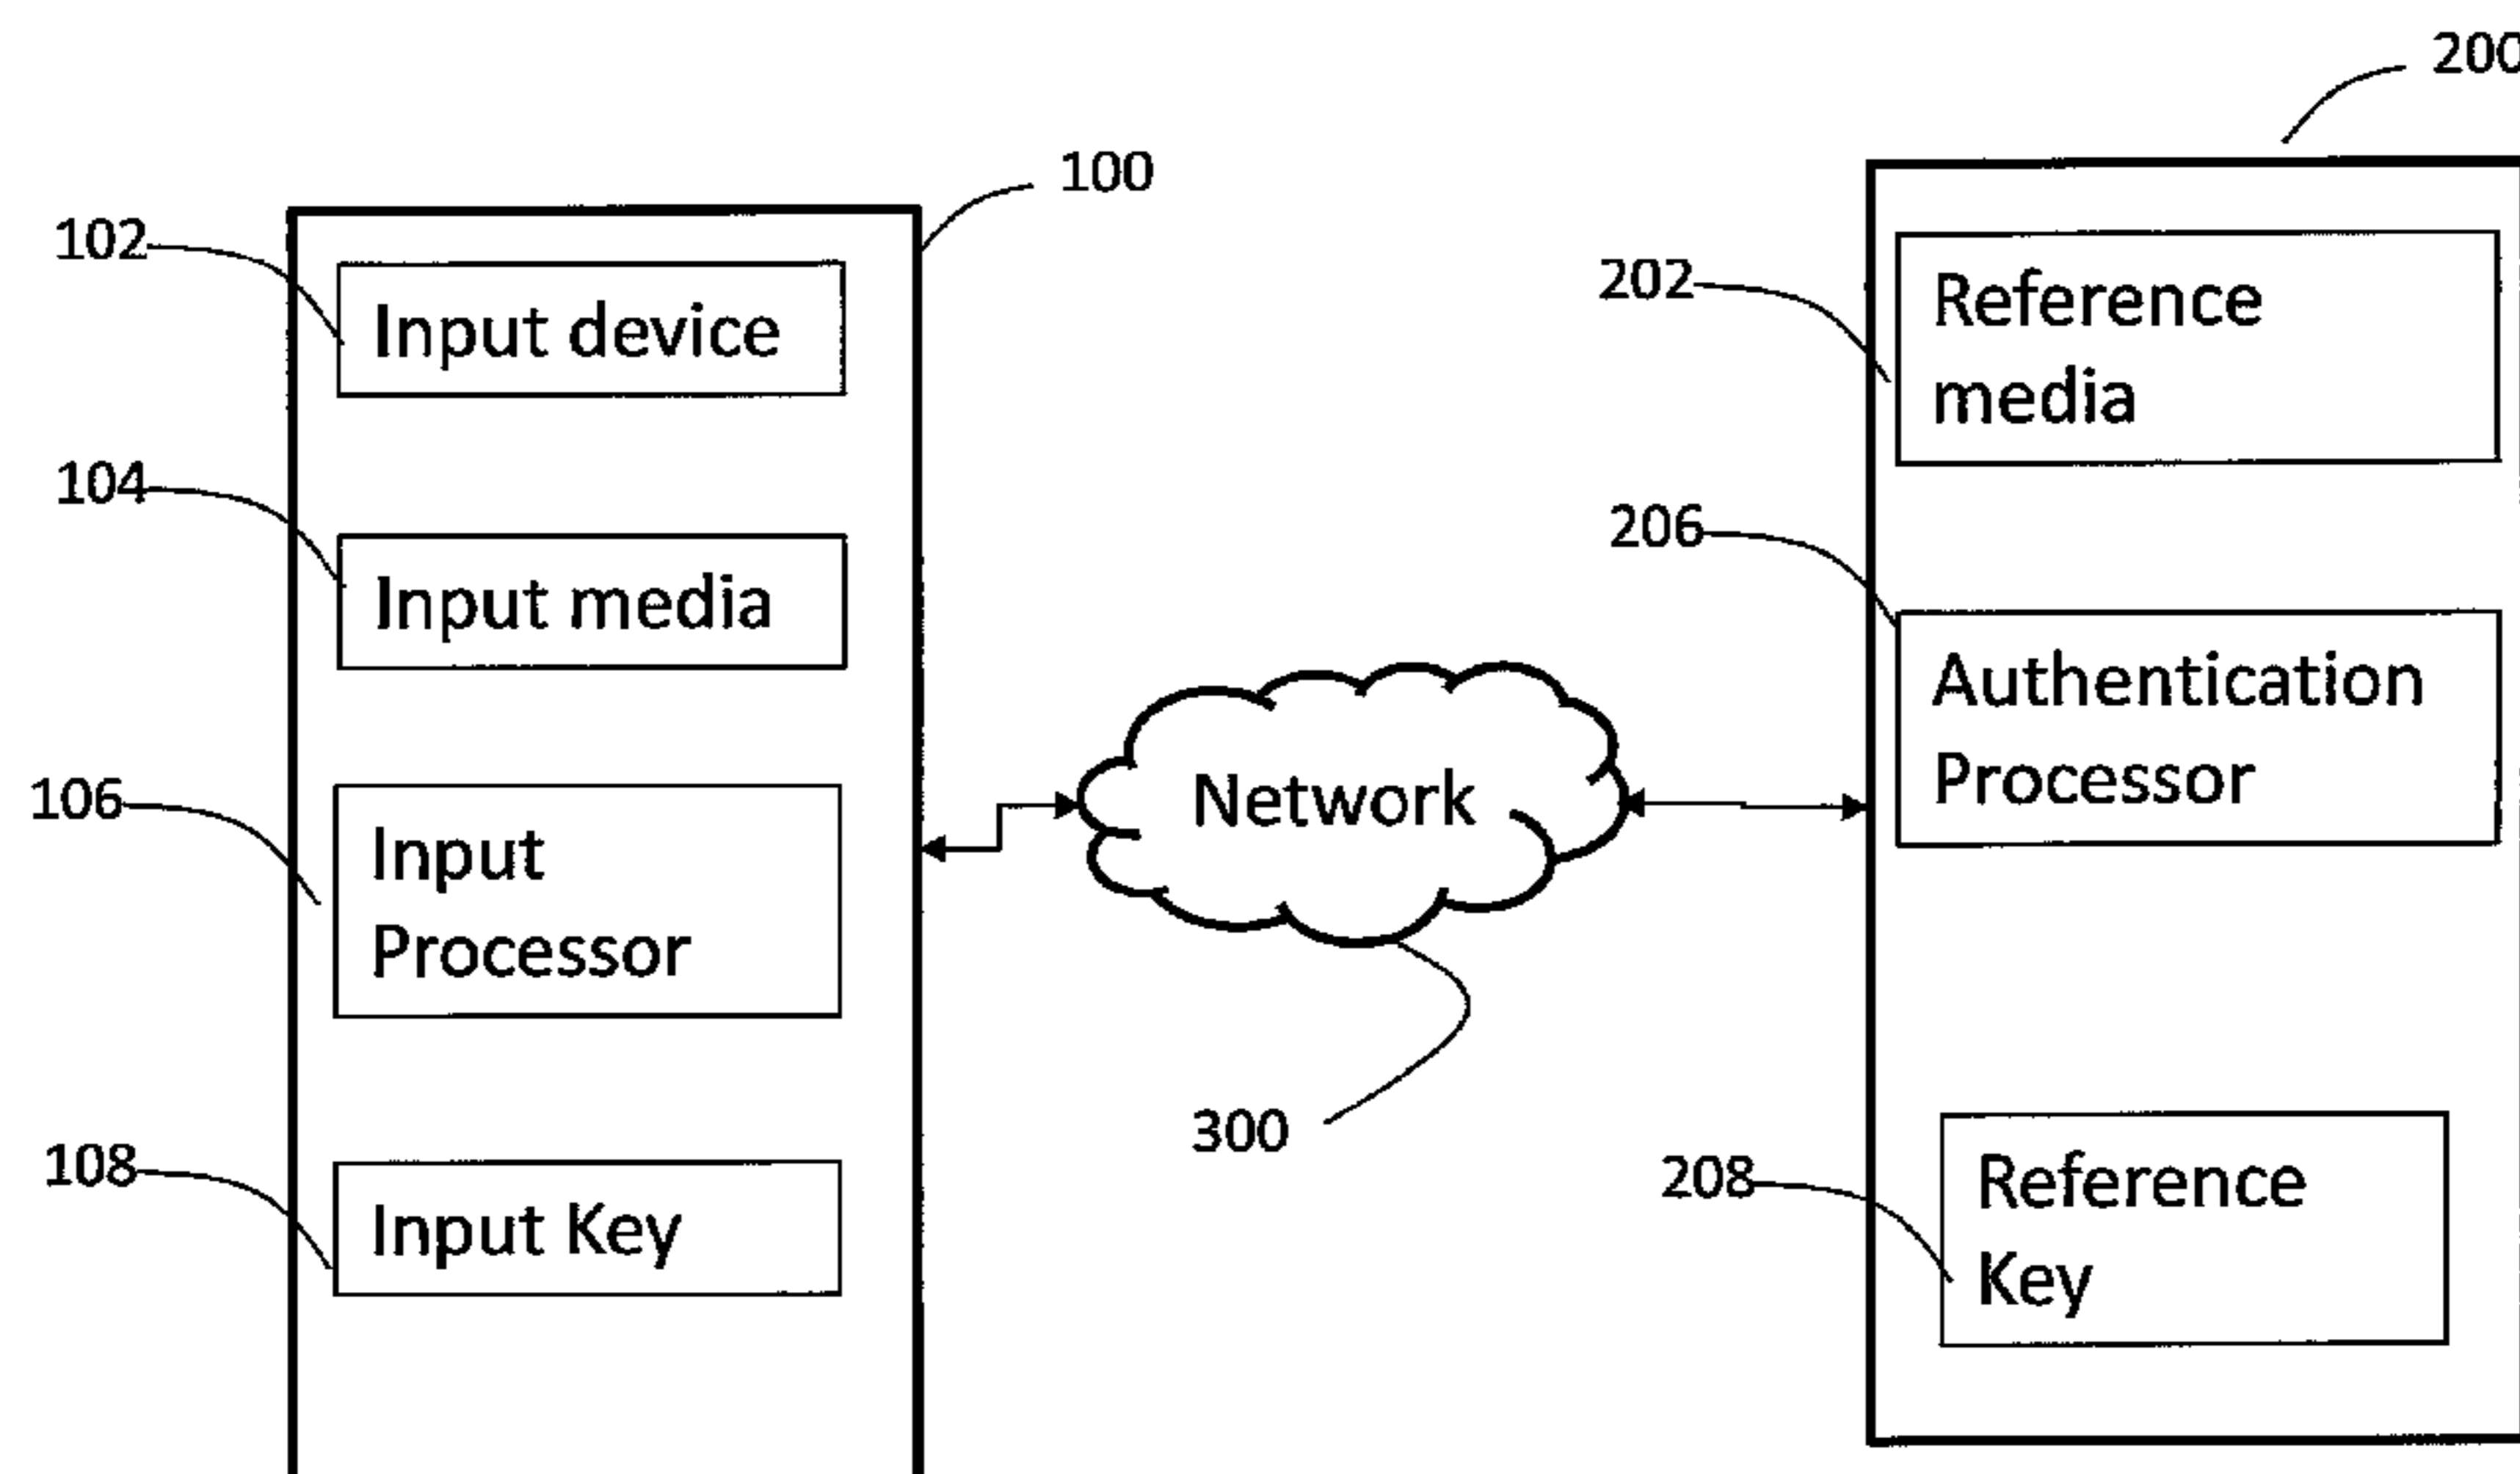 200
100
102
Input device
202
Reference
media
104
Input media
206
Authentication
Processor
106
Input
Processor
Network
300
108
Input Key
208
Reference
Key